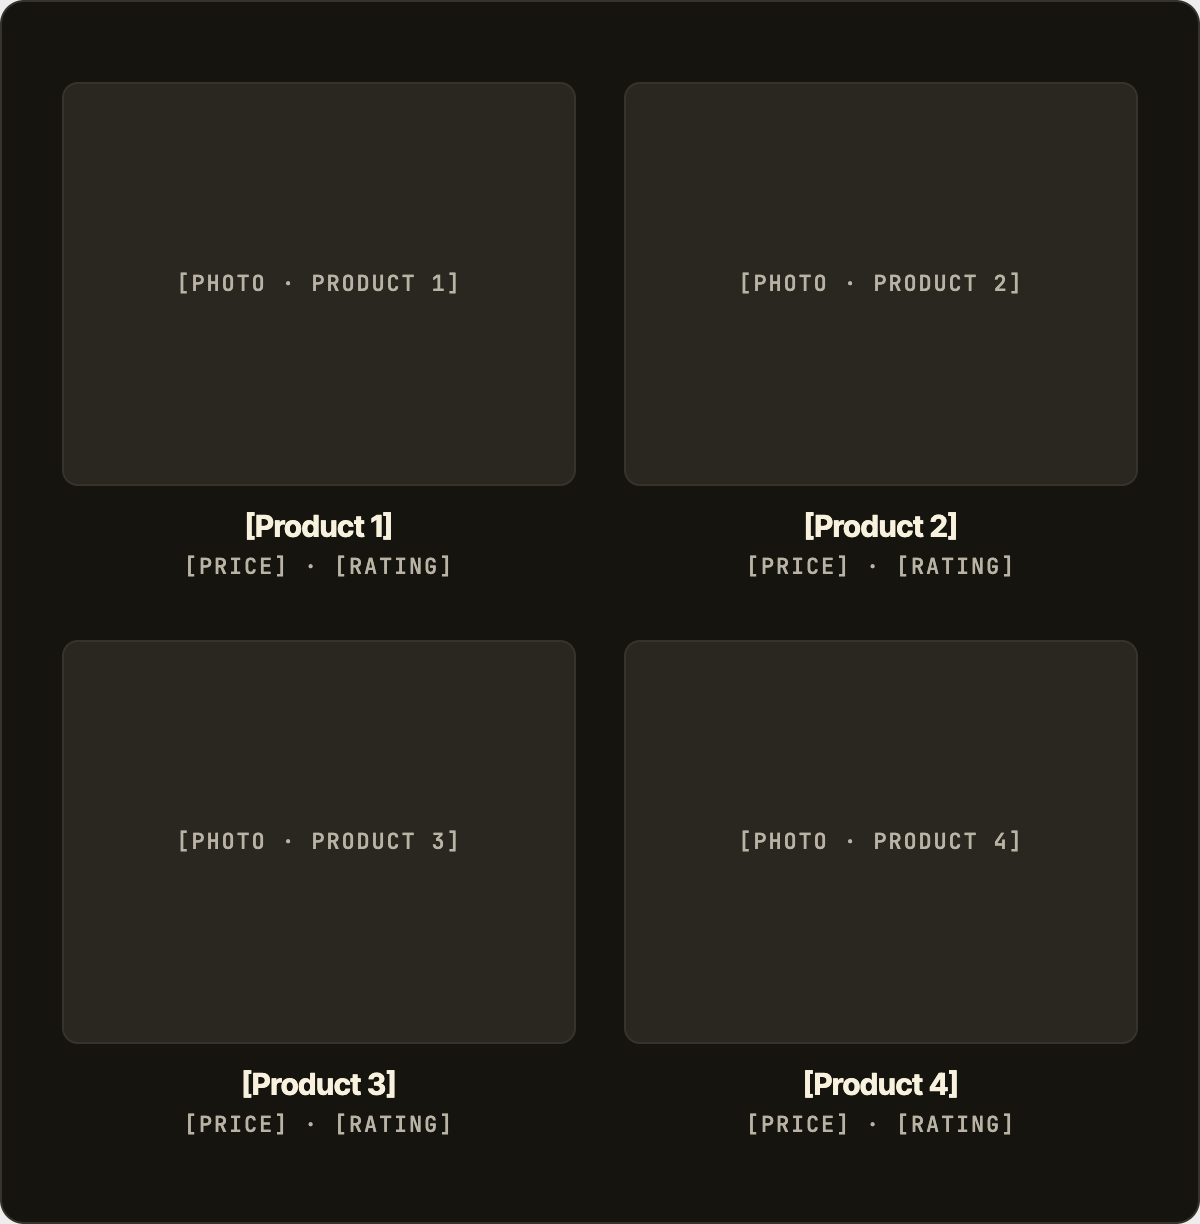 [PHOTO · PRODUCT 1]
[PHOTO · PRODUCT 2]
[Product 1]
[PRICE] · [RATING]
[Product 2]
[PRICE] · [RATING]
[PHOTO · PRODUCT 3]
[PHOTO · PRODUCT 4]
[Product 3]
[PRICE] · [RATING]
[Product 4]
[PRICE] · [RATING]